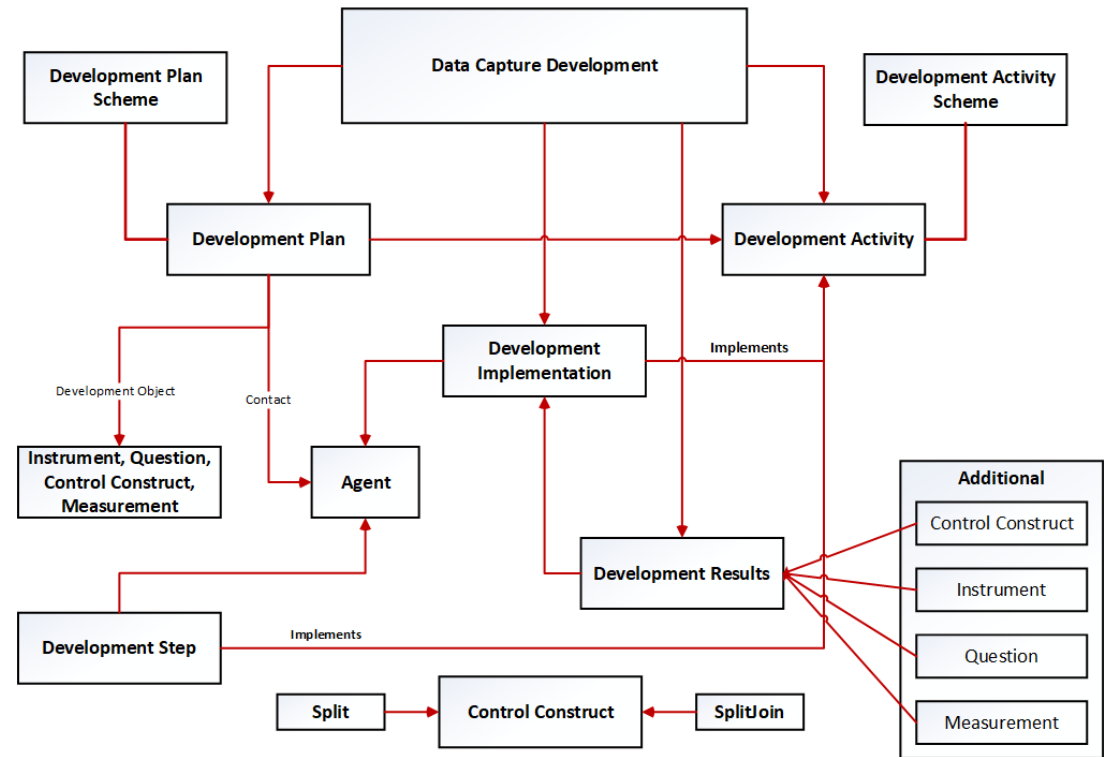 Data Capture Development
Development Plan
Scheme
Development Activity
Scheme
Development Plan
Development Activity
Development
Implementation
Implements
Development Object
Contact
Instrument, Question,
Control Construct,
Measurement
Agent
Additional
Control Construct
Instrument
Question
Measurement
Development Results
Development Step
Implements
Split
Control Construct
SplitJoin